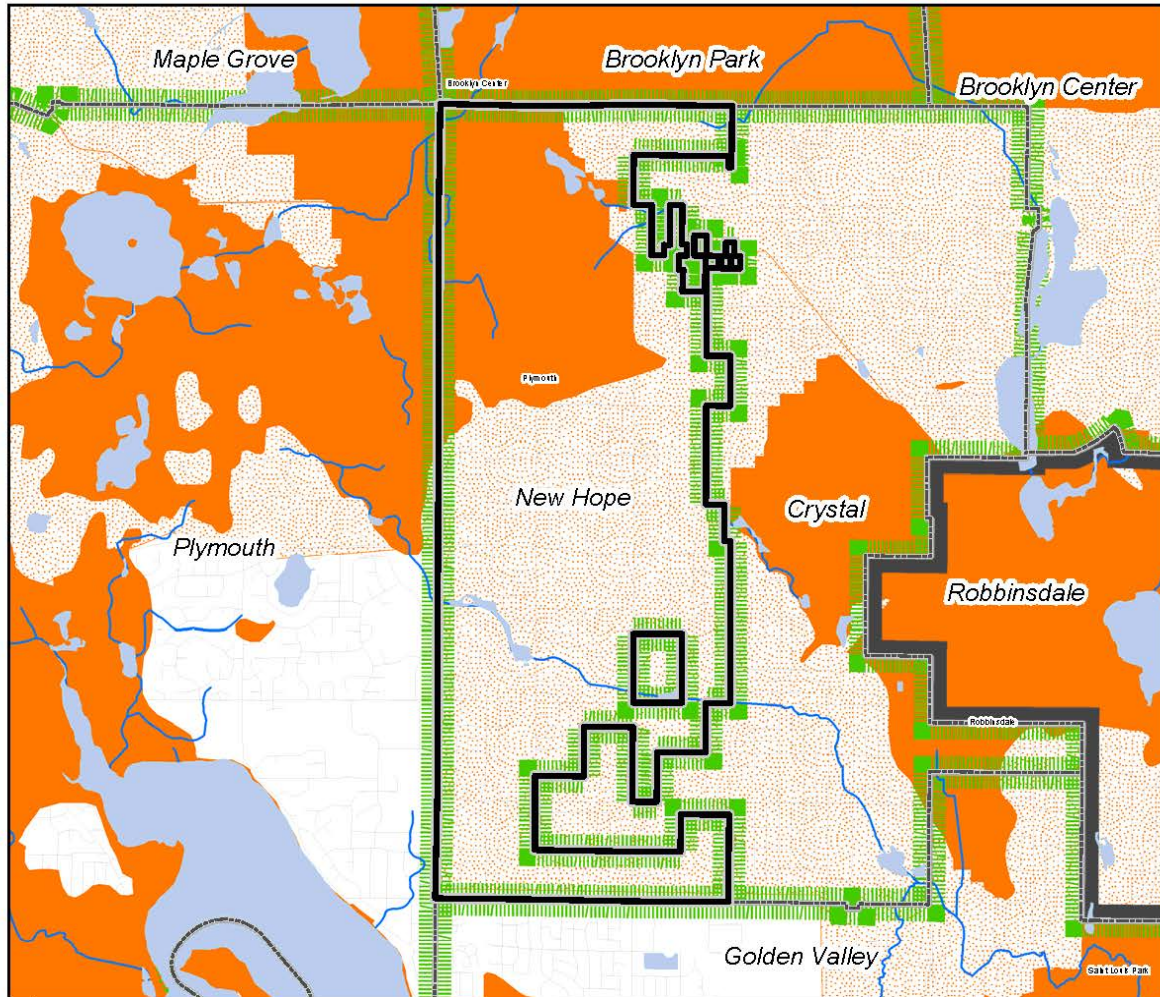 Maple Grove
Brooklyn Park
Brooklyn Center
Brooklyn Center
Plymouth
New Hope
Crystal
Plymouth
Robbinsdale
Robbinsdale
Golden Valley
Saint Louis Park